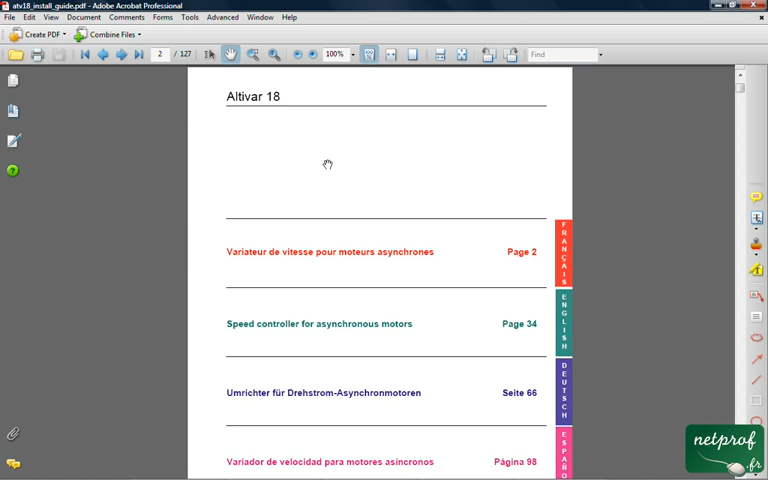 atv18_install_guide.pdf - Adobe Acrobat Professional
File Edit View Document Comments Forms Tools Advanced Window Help
Create PDF Combine Files
2 / 127 100% Find
Altivar 18
Variateur de vitesse pour moteurs asynchrones Page 2
FRANÇAIS
Speed controller for asynchronous motors Page 34
ENGLISH
Umrichter für Drehstrom-Asynchronmotoren Seite 66
DEUTSCH
Variador de velocidad para motores asíncronos Página 98
ESPAÑO
netprof
.fr